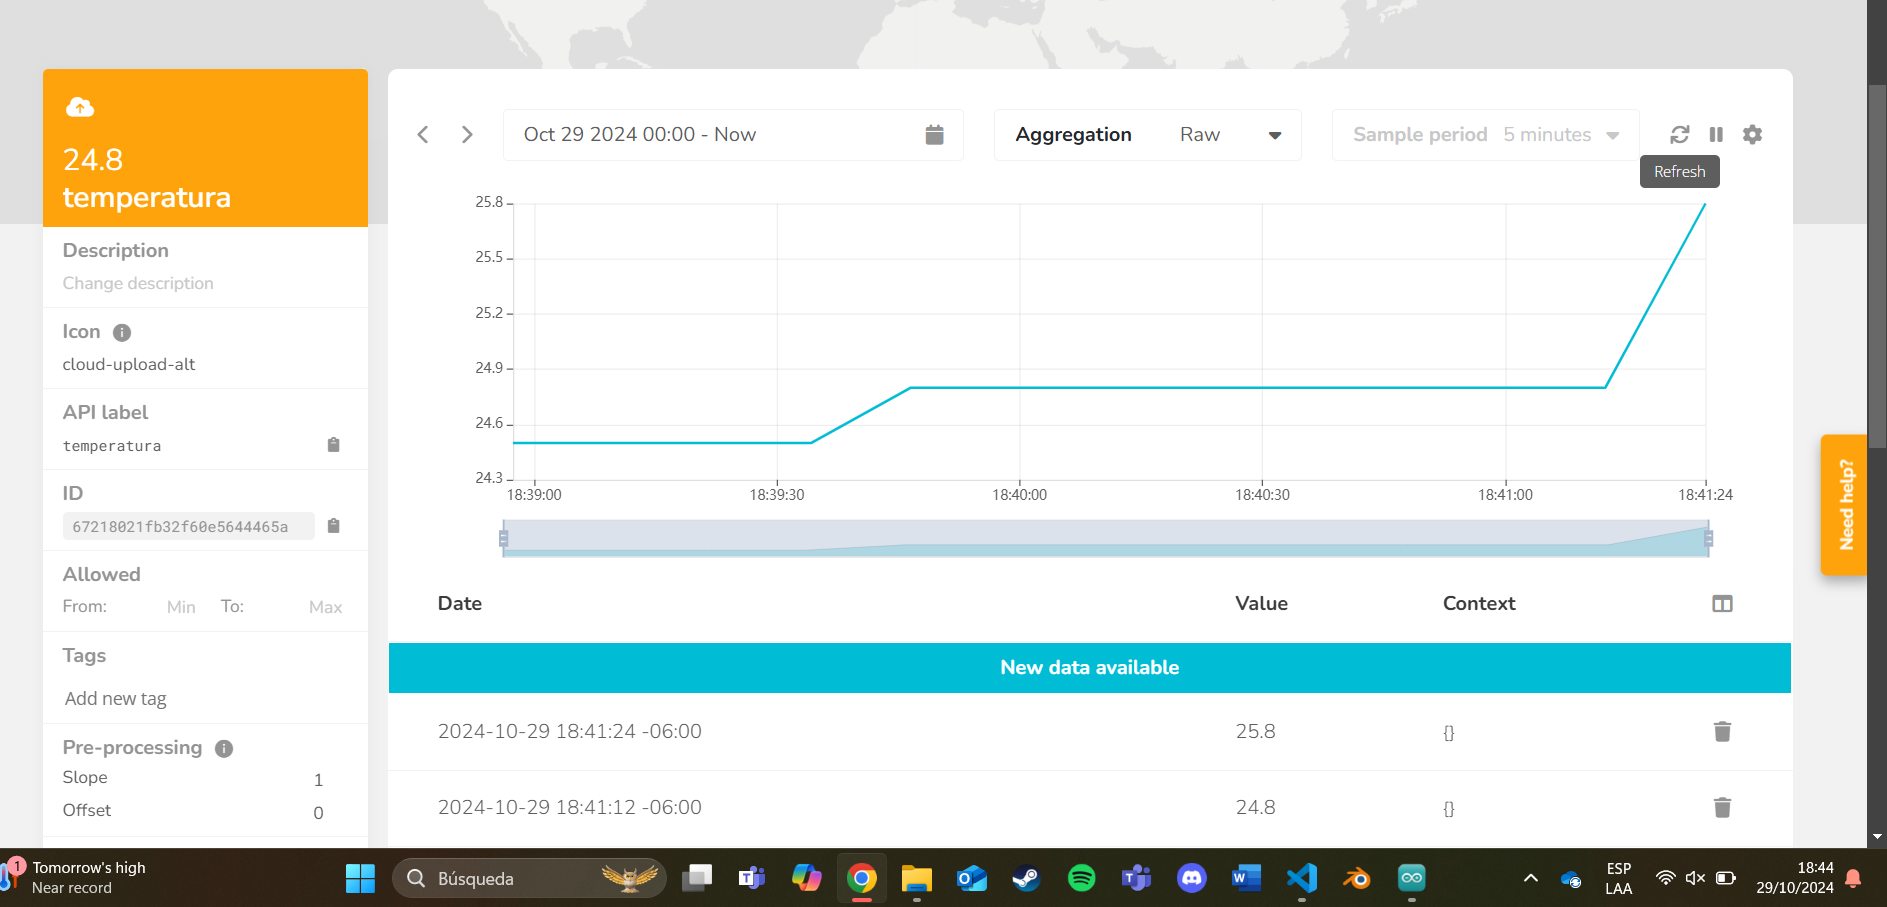 24.8
temperatura
Description
Change description
Icon
cloud-upload-alt
API label
temperatura
ID
67218021fb32f60e5644465a
Allowed
From: Min To: Max
Tags
Add new tag
Pre-processing
Slope 1
Offset 0
Oct 29 2024 00:00 - Now
Aggregation Raw
Sample period 5 minutes
Refresh
25.8
25.5
25.2
24.9
24.6
24.3
18:39:00 18:39:30 18:40:00 18:40:30 18:41:00 18:41:24
Date Value Context
New data available
2024-10-29 18:41:24 -06:00 25.8 {}
2024-10-29 18:41:12 -06:00 24.8 {}
Need help?
1
Tomorrow's high
Near record
Búsqueda
ESP
LAA
18:44
29/10/2024